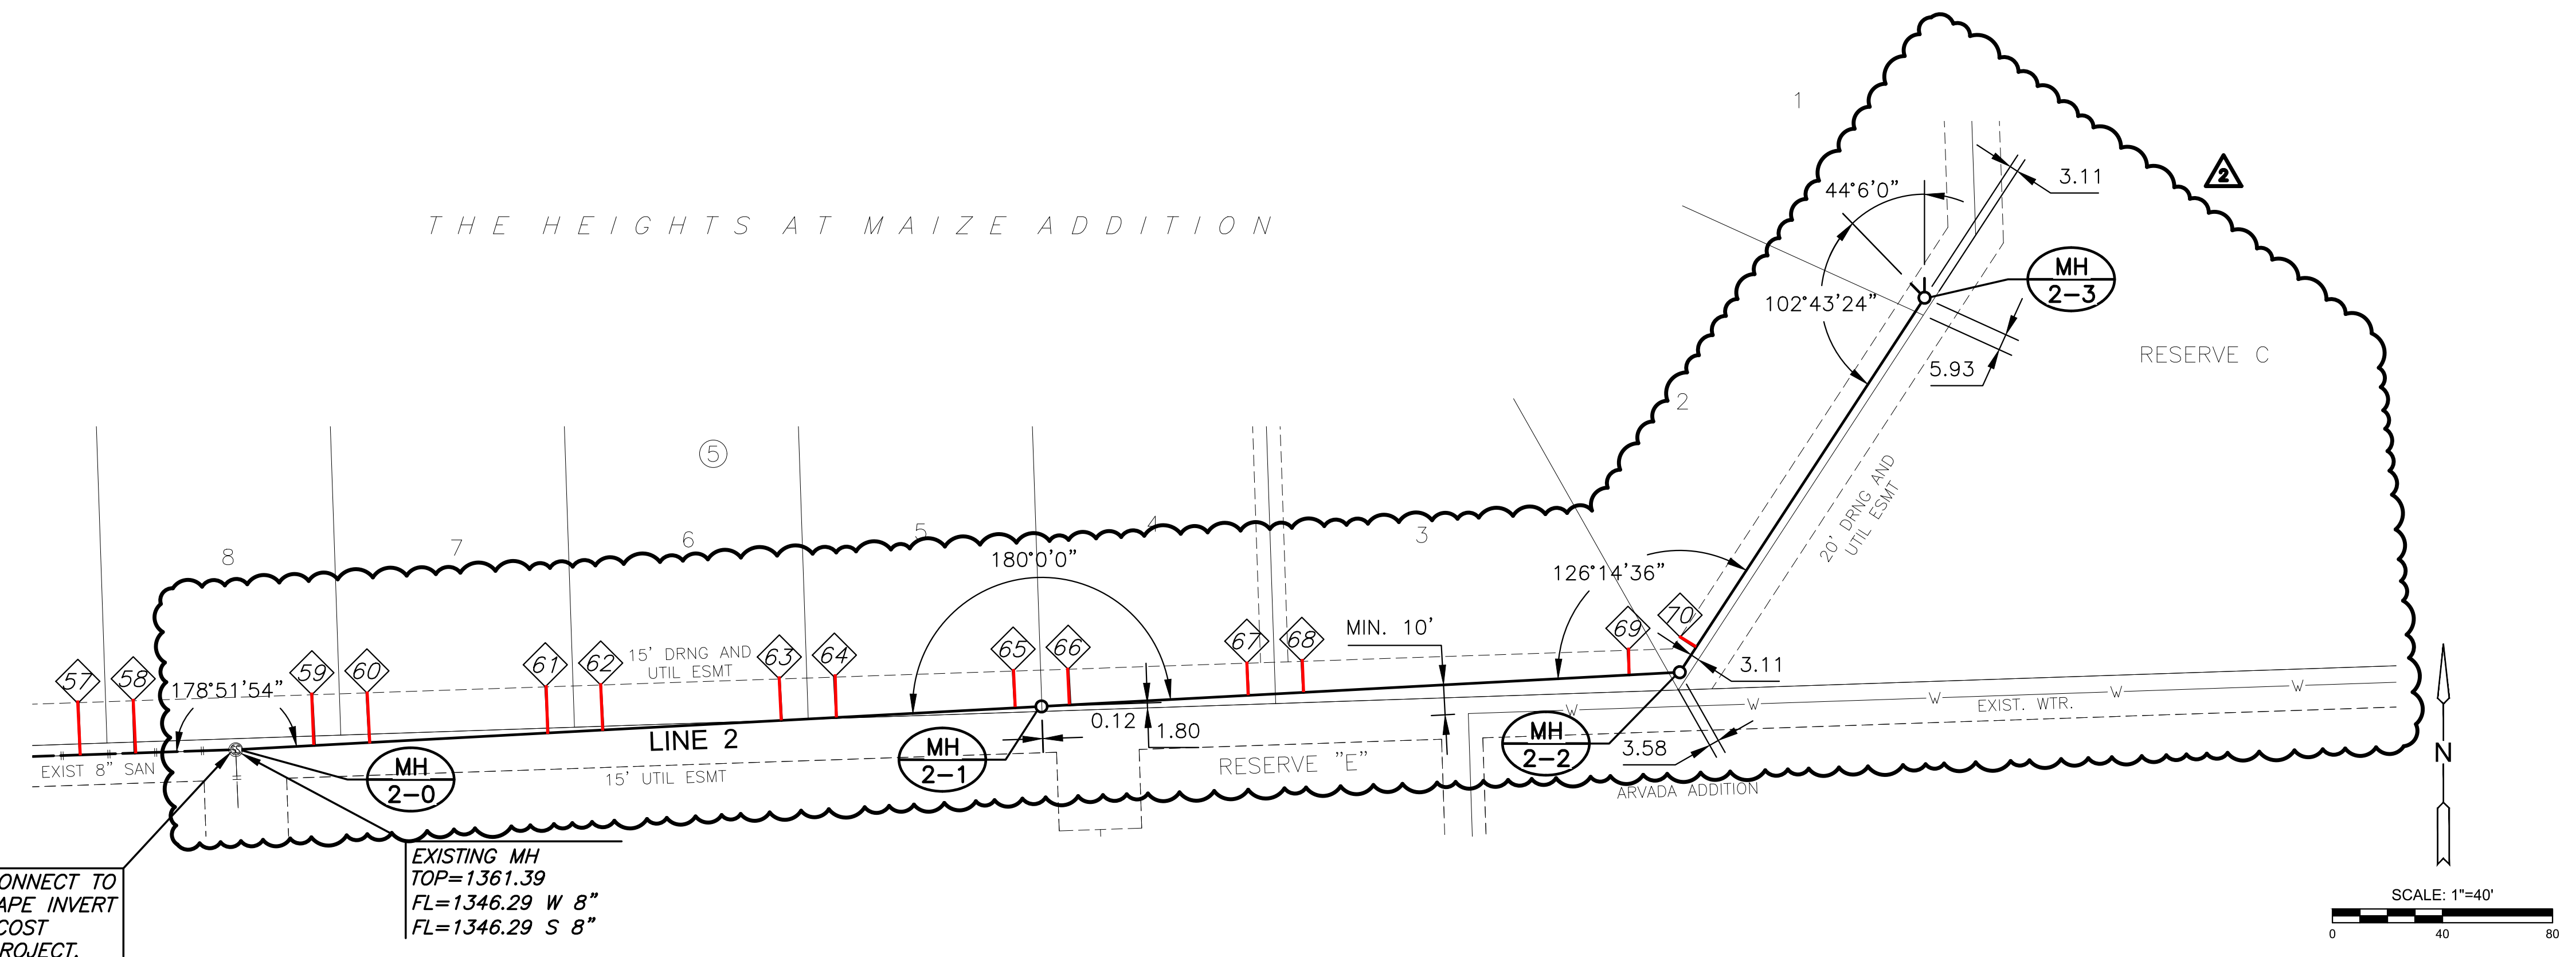 1
2
3.11
44°6'0"
THE HEIGHTS AT MAIZE ADDITION
MH
2-3
102°43'24"
RESERVE C
5.93
2
5
20' DRNG AND
UTIL ESMT
8
7
6
5
4
3
180°0'0"
126°14'36"
70
MIN. 10'
69
67
68
65
66
63
64
61
62
59
60
57
58
15' DRNG AND
UTIL ESMT
178°51'54"
3.11
W
W
W
W
EXIST. WTR.
0.12
1.80
LINE 2
MH
2-1
MH
2-2
3.58
N
EXIST 8" SAN
SS
MH
2-0
15' UTIL ESMT
RESERVE "E"
ARVADA ADDITION
EXISTING MH
TOP=1361.39
FL=1346.29 W 8"
FL=1346.29 S 8"
ONNECT TO
APE INVERT
COST
ROJECT.
SCALE: 1"=40'
0 40 80